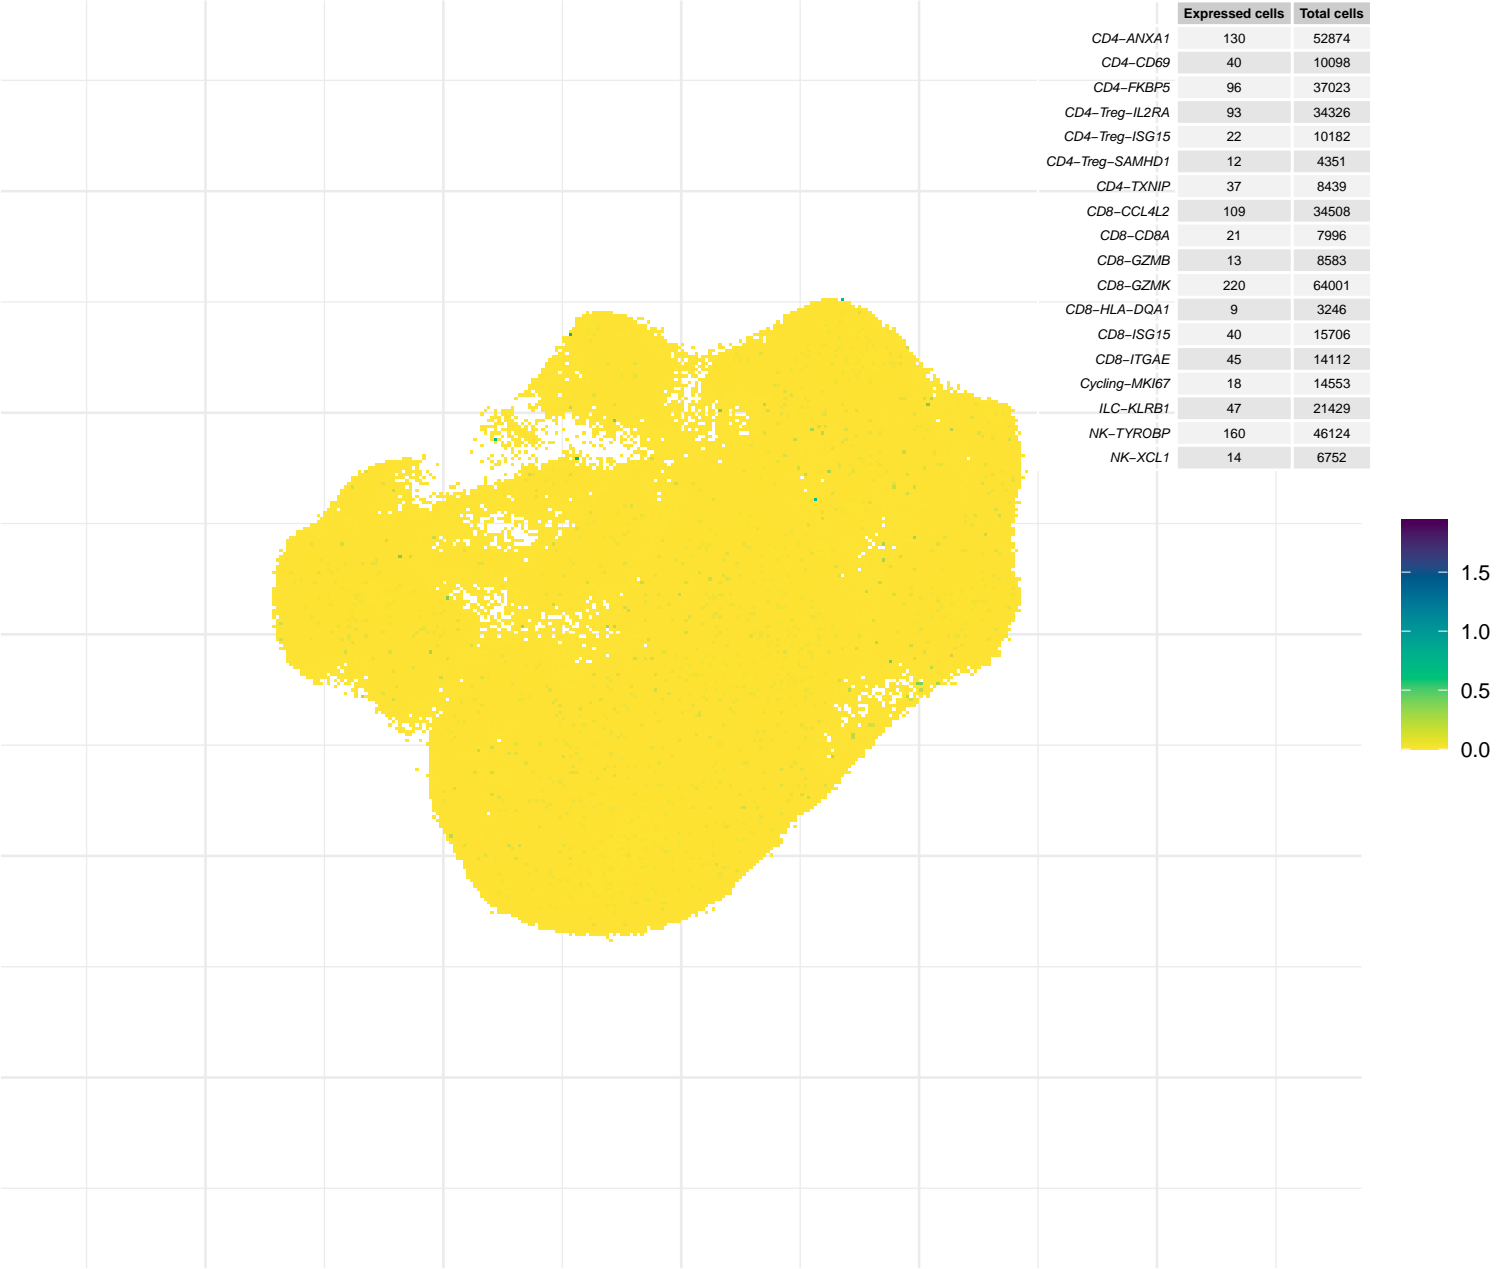 Expressed cells Total cells
CD4−ANXA1 130 52874
CD4−CD69 40 10098
CD4−FKBP5 96 37023
CD4−Treg−IL2RA 93 34326
CD4−Treg−ISG15 22 10182
CD4−Treg−SAMHD1 12 4351
CD4−TXNIP 37 8439
CD8−CCL4L2 109 34508
CD8−CD8A 21 7996
CD8−GZMB 13 8583
CD8−GZMK 220 64001
CD8−HLA−DQA1 9 3246
CD8−ISG15 40 15706
CD8−ITGAE 45 14112
Cycling−MKI67 18 14553
ILC−KLRB1 47 21429
NK−TYROBP 160 46124
NK−XCL1 14 6752
1.5
1.0
0.5
0.0